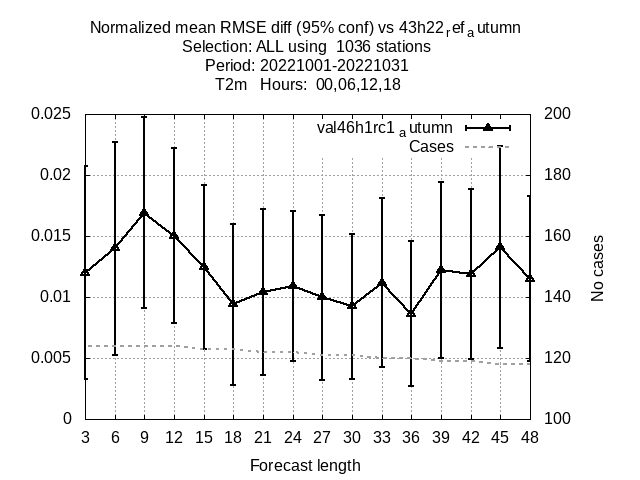 Normalized mean RMSE diff (95% conf) vs 43h22refautumn
Selection: ALL using 1036 stations
Period: 20221001-20221031
T2m Hours: 00,06,12,18
val46h1rc1autumn
Cases
0.025
0.02
0.015
0.01
0.005
0
200
180
160
140
120
100
No cases
3 6 9 12 15 18 21 24 27 30 33 36 39 42 45 48
Forecast length